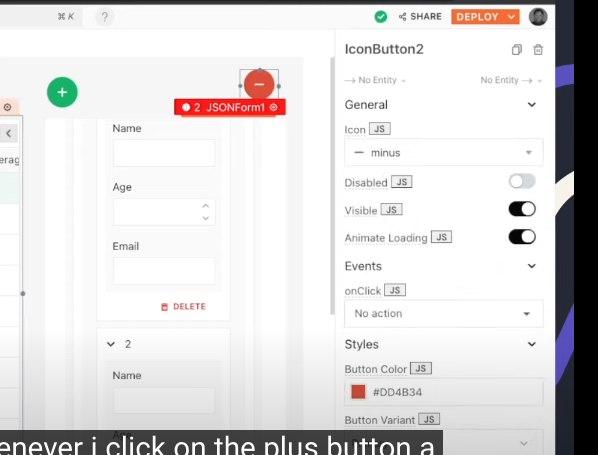 ⌘ K
?
SHARE
DEPLOY
IconButton2
No Entity
No Entity
2 JSONForm1
General
Icon JS
minus
Disabled JS
Visible JS
Animate Loading JS
Events
onClick JS
No action
Styles
Button Color JS
#DD4B34
Button Variant JS
Name
Age
Email
DELETE
2
Name
i click on the plus button a